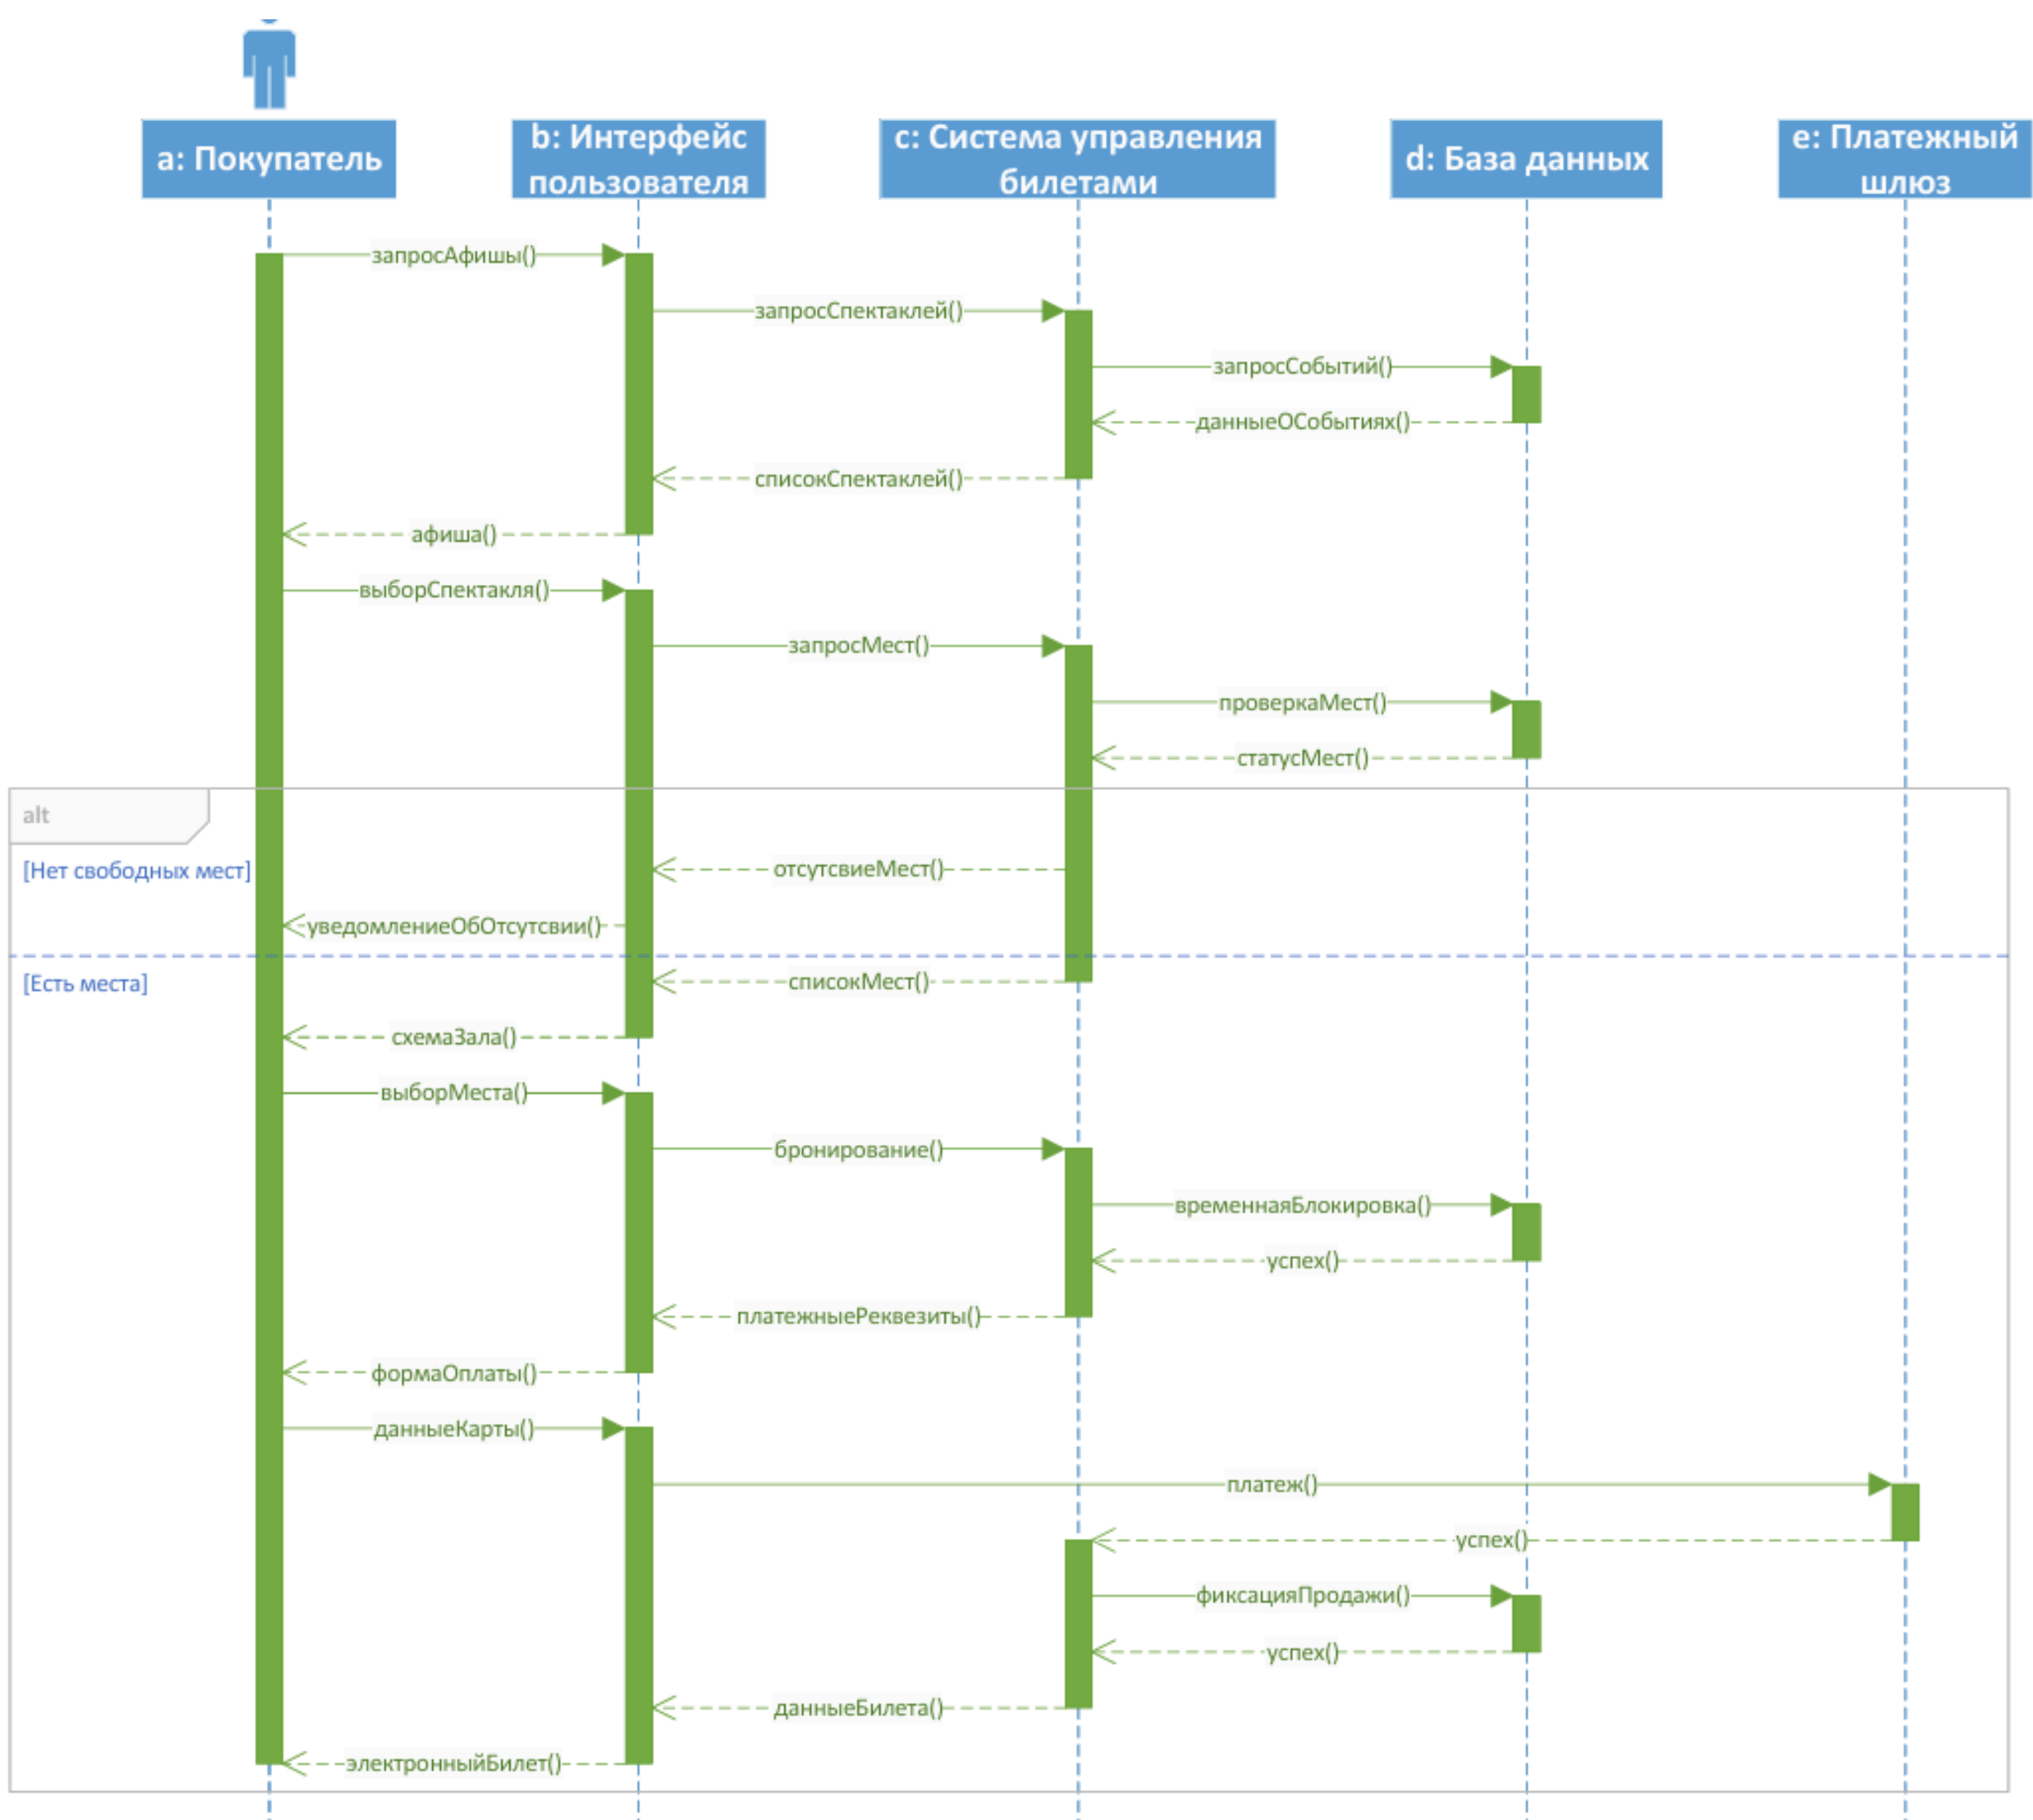 a: Покупатель
b: Интерфейс
пользователя
c: Система управления
билетами
d: База данных
e: Платежный
шлюз
запросАфишы()
запросСпектаклей()
запросСобытий()
данныеОСобытиях()
списокСпектаклей()
афиша()
выборСпектакля()
запросМест()
проверкаМест()
статусМест()
alt
[Нет свободных мест]
отсутсвиеМест()
уведомлениеОбОтсутсвии()
[Есть места]
списокМест()
схемаЗала()
выборМеста()
бронирование()
временнаяБлокировка()
успех()
платежныеРеквезиты()
формаОплаты()
данныеКарты()
платеж()
успех()
фиксацияПродажи()
успех()
данныеБилета()
электронныйБилет()